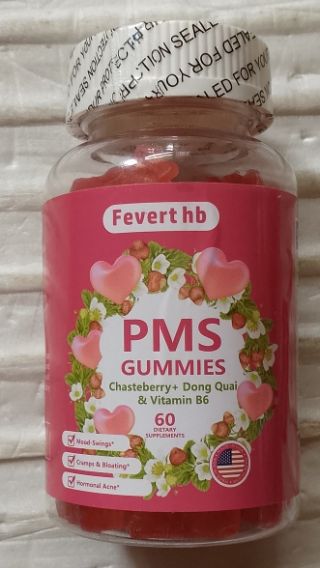 SEALED FOR YOUR
Fevert hb
PMS
GUMMIES
Chasteberry+ Dong Quai
& Vitamin B6
60
DIETARY
SUPPLEMENTS
Mood-Swings*
Cramps & Bloating*
Hormonal Acne*